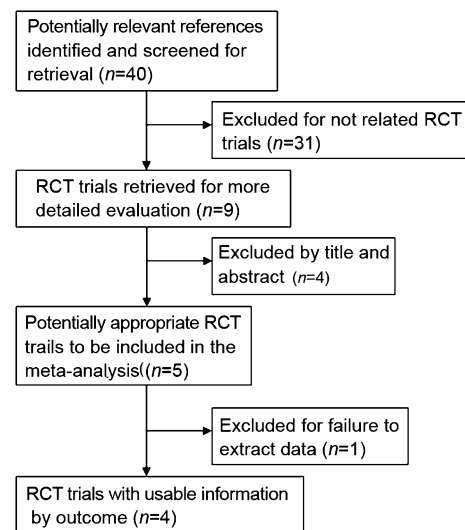 Potentially relevant references
identified and screened for
retrieval (n=40)
Excluded for not related RCT
trials (n=31)
RCT trials retrieved for more
detailed evaluation (n=9)
Excluded by title and
abstract (n=4)
Potentially appropriate RCT
trails to be included in the
meta-analysis((n=5)
Excluded for failure to
extract data (n=1)
RCT trials with usable information
by outcome (n=4)